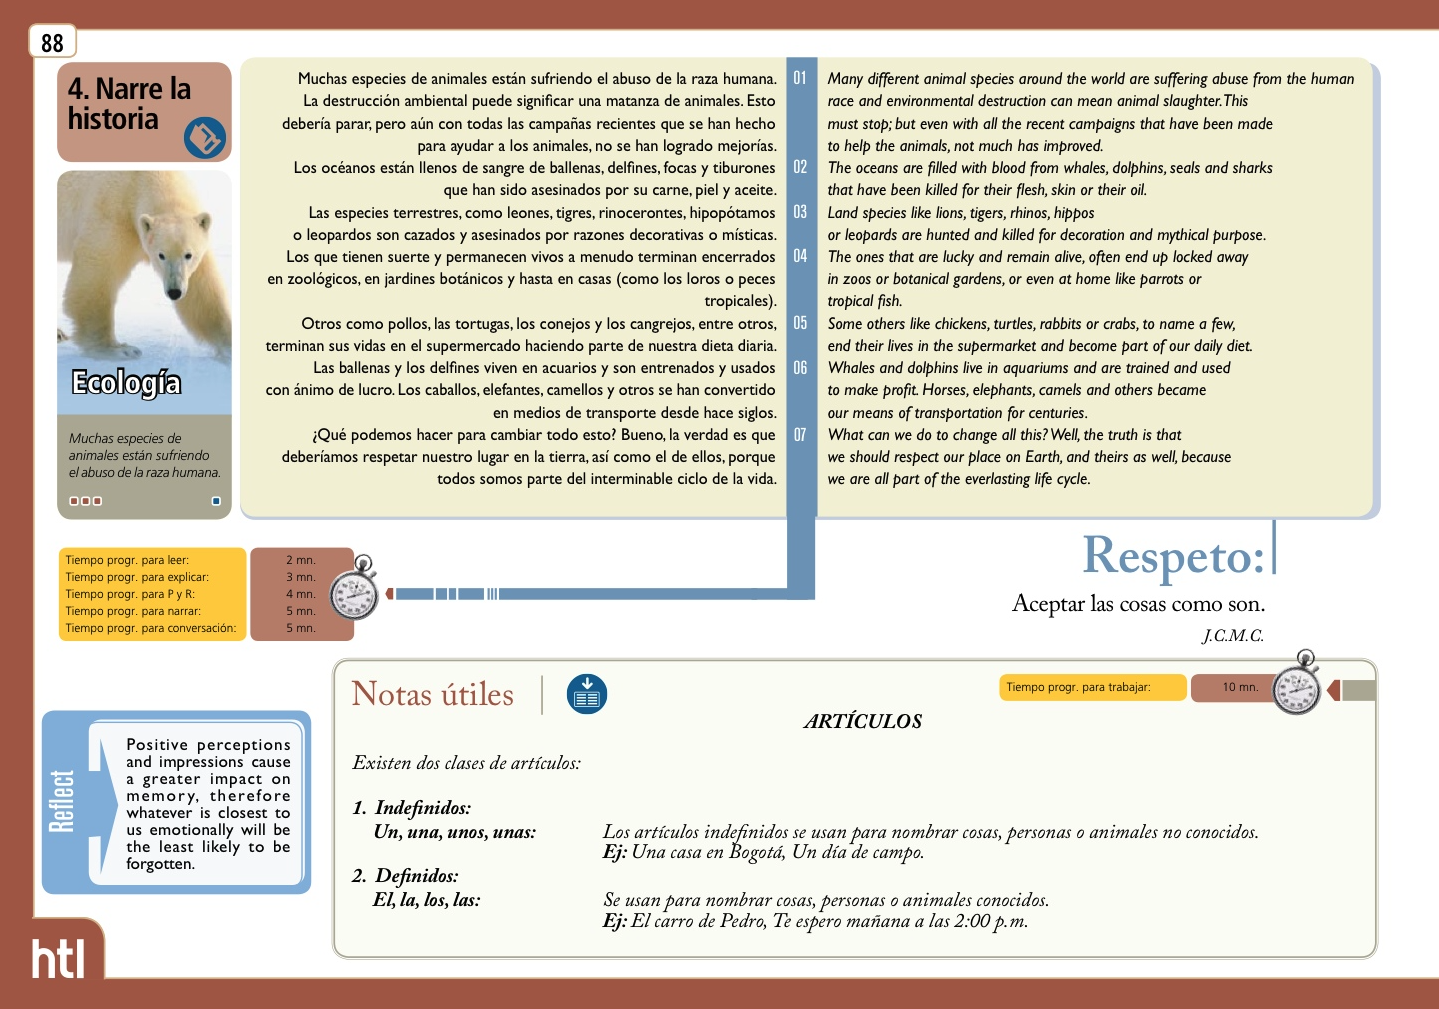 88
4. Narre la
historia
Ecología
Muchas especies de
animales están sufriendo
el abuso de la raza humana.
Muchas especies de animales están sufriendo el abuso de la raza humana.
La destrucción ambiental puede significar una matanza de animales. Esto
debería parar, pero aún con todas las campañas recientes que se han hecho
para ayudar a los animales, no se han logrado mejorías.
Los océanos están llenos de sangre de ballenas, delfines, focas y tiburones
que han sido asesinados por su carne, piel y aceite.
Las especies terrestres, como leones, tigres, rinocerontes, hipopótamos
o leopardos son cazados y asesinados por razones decorativas o místicas.
Los que tienen suerte y permanecen vivos a menudo terminan encerrados
en zoológicos, en jardines botánicos y hasta en casas (como los loros o peces
tropicales).
Otros como pollos, las tortugas, los conejos y los cangrejos, entre otros,
terminan sus vidas en el supermercado haciendo parte de nuestra dieta diaria.
Las ballenas y los delfines viven en acuarios y son entrenados y usados
con ánimo de lucro. Los caballos, elefantes, camellos y otros se han convertido
en medios de transporte desde hace siglos.
¿Qué podemos hacer para cambiar todo esto? Bueno, la verdad es que
deberíamos respetar nuestro lugar en la tierra, así como el de ellos, porque
todos somos parte del interminable ciclo de la vida.
01
02
03
04
05
06
07
Many different animal species around the world are suffering abuse from the human
race and environmental destruction can mean animal slaughter. This
must stop; but even with all the recent campaigns that have been made
to help the animals, not much has improved.
The oceans are filled with blood from whales, dolphins, seals and sharks
that have been killed for their flesh, skin or their oil.
Land species like lions, tigers, rhinos, hippos
or leopards are hunted and killed for decoration and mythical purpose.
The ones that are lucky and remain alive, often end up locked away
in zoos or botanical gardens, or even at home like parrots or
tropical fish.
Some others like chickens, turtles, rabbits or crabs, to name a few,
end their lives in the supermarket and become part of our daily diet.
Whales and dolphins live in aquariums and are trained and used
to make profit. Horses, elephants, camels and others became
our means of transportation for centuries.
What can we do to change all this? Well, the truth is that
we should respect our place on Earth, and theirs as well, because
we are all part of the everlasting life cycle.
Tiempo progr. para leer: 2 mn.
Tiempo progr. para explicar: 3 mn.
Tiempo progr. para P y R: 4 mn.
Tiempo progr. para narrar: 5 mn.
Tiempo progr. para conversación: 5 mn.
Respeto:
Aceptar las cosas como son.
J.C.M.C.
Reflect
Positive perceptions
and impressions cause
a greater impact on
memory, therefore
whatever is closest to
us emotionally will be
the least likely to be
forgotten.
Notas útiles
Tiempo progr. para trabajar: 10 mn.
ARTÍCULOS
Existen dos clases de artículos:
1. Indefinidos:
Un, una, unos, unas: Los artículos indefinidos se usan para nombrar cosas, personas o animales no conocidos.
Ej: Una casa en Bogotá, Un día de campo.
2. Definidos:
El, la, los, las: Se usan para nombrar cosas, personas o animales conocidos.
Ej: El carro de Pedro, Te espero mañana a las 2:00 p.m.
htl